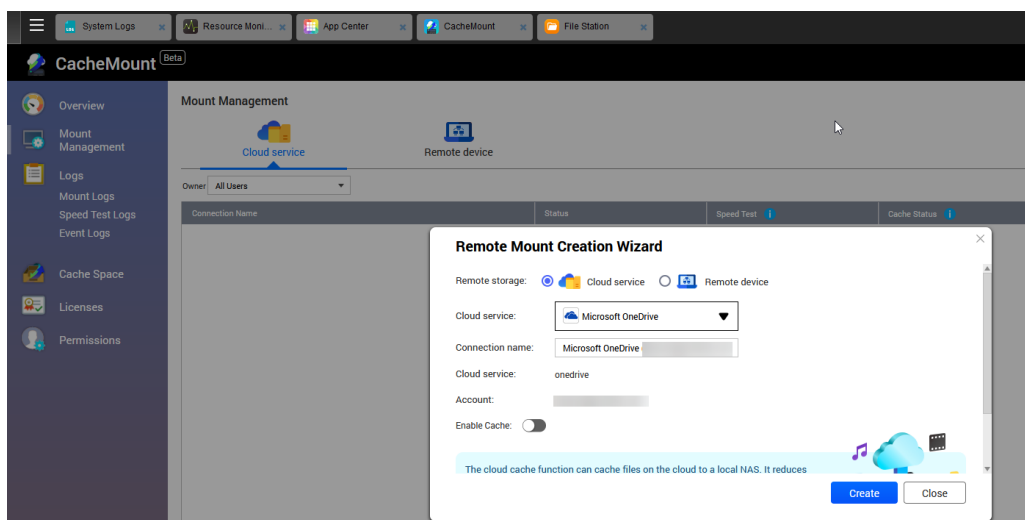 System Logs
Resource Moni...
App Center
CacheMount
File Station
CacheMount Beta
Overview
Mount
Management
Logs
Mount Logs
Speed Test Logs
Event Logs
Cache Space
Licenses
Permissions
Mount Management
Cloud service
Remote device
Owner All Users
Connection Name Status Speed Test Cache Status
Remote Mount Creation Wizard
Remote storage: Cloud service Remote device
Cloud service: Microsoft OneDrive
Connection name: Microsoft OneDrive
Cloud service: onedrive
Account:
Enable Cache:
The cloud cache function can cache files on the cloud to a local NAS. It reduces
Create Close